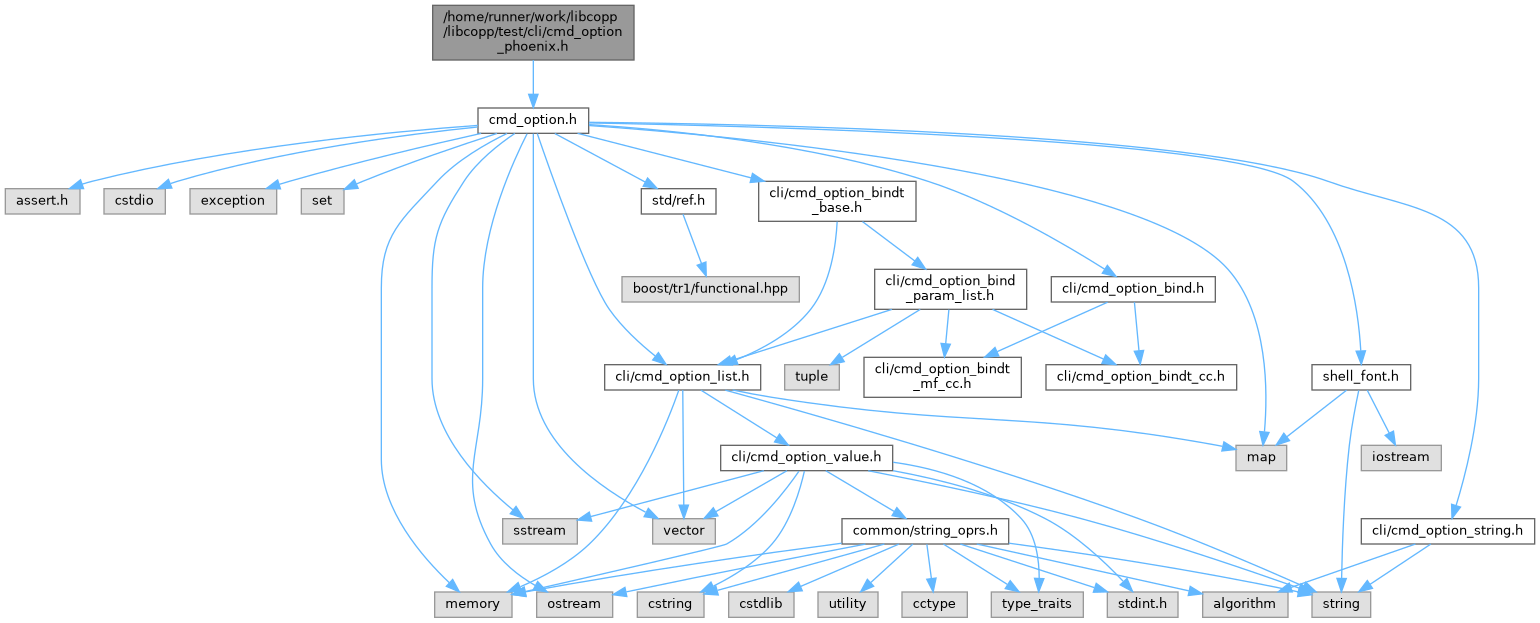 /home/runner/work/libcopp
/libcopp/test/cli/cmd_option
_phoenix.h
cmd_option.h
assert.h
cstdio
exception
set
std/ref.h
cli/cmd_option_bindt
_base.h
boost/tr1/functional.hpp
cli/cmd_option_bind
_param_list.h
cli/cmd_option_bind.h
cli/cmd_option_list.h
tuple
cli/cmd_option_bindt
_mf_cc.h
cli/cmd_option_bindt_cc.h
shell_font.h
cli/cmd_option_value.h
map
iostream
sstream
vector
common/string_oprs.h
cli/cmd_option_string.h
memory
ostream
cstring
cstdlib
utility
cctype
type_traits
stdint.h
algorithm
string